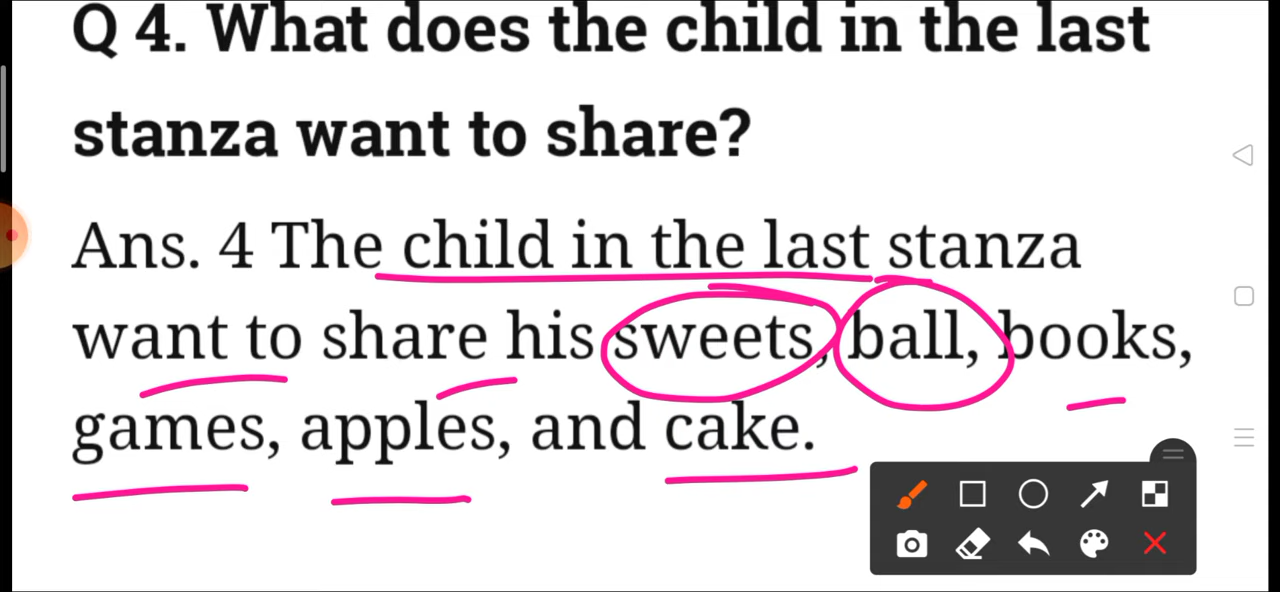 Q 4. What does the child in the last
stanza want to share?
Ans. 4 The child in the last stanza
want to share his sweets, ball, books,
games, apples, and cake.